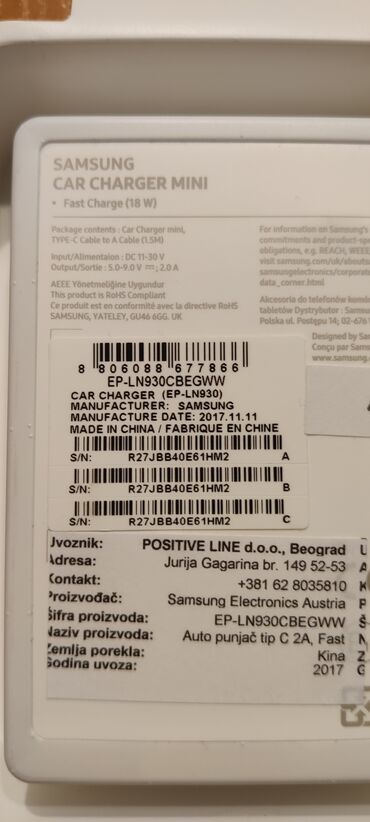 SAMSUNG
CAR CHARGER MINI
• Fast Charge (18 W)
Package contents : Car Charger mini,
TYPE-C Cable to A Cable (1.5M)
Input/Alimentaion : DC 11-30 V
Output/Sortie : 5.0-9.0 V ⎓; 2.0 A
AEEE Yönetmeliğine Uygundur
This product is RoHS Compliant
Ce produit est en conformité avec la directive RoHS
SAMSUNG, YATELEY, GU46 6GG. UK
For information on Samsung's
commitments and product-spe
obligations, e.g. REACH, WEEE
visit samsung.com/uk/aboutsa
samsungelectronics/corporate
data_corner.html
Akcesoria do telefonów komór
tabletów Dystrybutor : Samsu
Polska ul. Postępu 14; 02-676
Designed by Sam
Conçu par Sams
www.samsung.
8 806088 677866
EP-LN930CBEGWW
CAR CHARGER (EP-LN930)
MANUFACTURER: SAMSUNG
MANUFACTURE DATE: 2017.11.11
MADE IN CHINA / FABRIQUE EN CHINE
S/N: R27JBB40E61HM2 A
S/N: R27JBB40E61HM2 B
S/N: R27JBB40E61HM2 C
Uvoznik: POSITIVE LINE d.o.o., Beograd
Adresa: Jurija Gagarina br. 149 52-53
Kontakt: +381 62 8035810
Proizvođač: Samsung Electronics Austria
Šifra proizvoda: EP-LN930CBEGWW
Naziv proizvoda: Auto punjač tip C 2A, Fast
Zemlja porekla: Kina
Godina uvoza: 2017